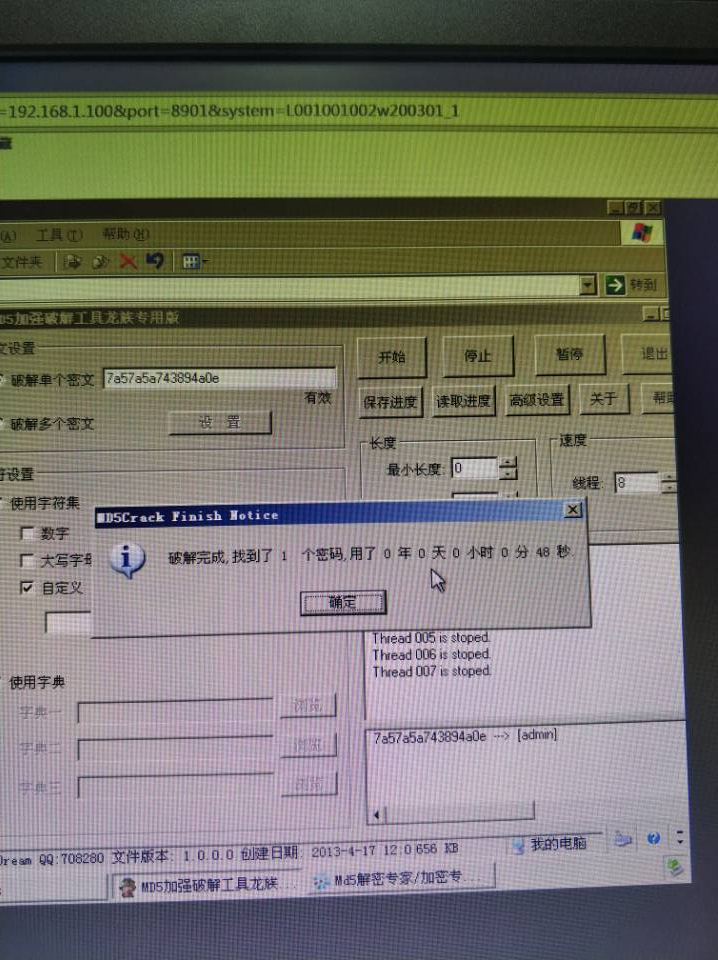 =192.168.1.100&port=8901&system=L001001002w200301_1
藏
(A) 工具(T) 帮助(H)
文件夹
转到
MD5加强破解工具龙族专用版
文设置
破解单个密文 7a57a5a743894a0e
有效
破解多个密文 设 置
开始 停止 暂停 退出
保存进度 读取进度 高级设置 关于 帮助
符设置
长度
最小长度: 0
速度
线程: 8
使用字符集
数字
大写字母
自定义
MD5Crack Finish Notice
破解完成,找到了 1 个密码,用了 0 年 0 天 0 小时 0 分 48 秒.
确定
Thread 005 is stoped.
Thread 006 is stoped.
Thread 007 is stoped.
使用字典
字典一 浏览
字典二 浏览
字典三 浏览
7a57a5a743894a0e ---> [admin]
Dream QQ:708280 文件版本: 1.0.0.0 创建日期: 2013-4-17 12:0 656 KB 我的电脑
MD5加强破解工具龙族... Md5解密专家/加密专...